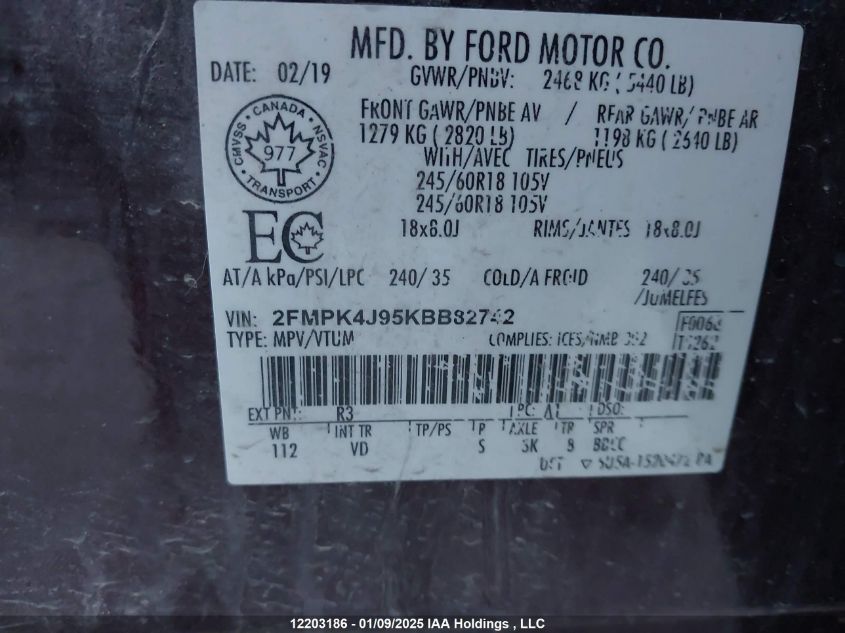 MFD. BY FORD MOTOR CO.
DATE: 02/19 GVWR/PNBV: 2468 KG ( 5440 LB)
FRONT GAWR/PNBE AV / REAR GAWR/ PNBE AR
1279 KG ( 2820 LB) 1198 KG ( 2640 LB)
WITH/AVEC TIRES/PNEUS
245/60R18 105V
245/60R18 105V
18x8.0J RIMS/JANTES 18x8.0J
CMVSS CANADA NSVAC
977
TRANSPORT
EC
AT/A kPa/PSI/LPC 240/ 35 COLD/A FROID 240/ 35
/JUMELEES
VIN:
TYPE: MPV/VTUM COMPLIES:
EXT PNT: R3 DSO:
WB INT TR TP/PS R AXLE TR SPR
112 VD S
12203186 - 01/09/2025 IAA Holdings , LLC